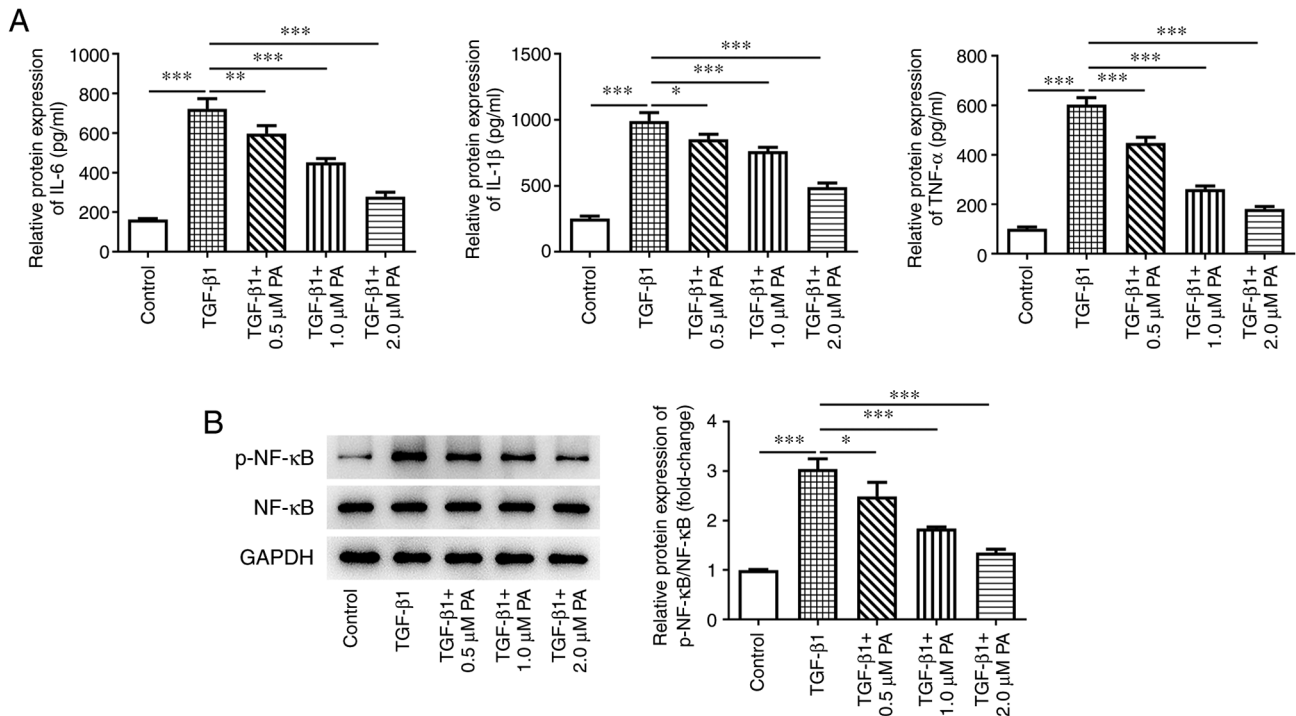 A
Relative protein expression
of IL-6 (pg/ml)
1000
800
600
400
200
0
***
***
***
**
Control
TGF-β1
TGF-β1+
0.5 μM PA
TGF-β1+
1.0 μM PA
TGF-β1+
2.0 μM PA
Relative protein expression
of IL-1β (pg/ml)
1500
1000
500
0
***
***
***
*
Control
TGF-β1
TGF-β1+
0.5 μM PA
TGF-β1+
1.0 μM PA
TGF-β1+
2.0 μM PA
Relative protein expression
of TNF-α (pg/ml)
800
600
400
200
0
***
***
***
***
Control
TGF-β1
TGF-β1+
0.5 μM PA
TGF-β1+
1.0 μM PA
TGF-β1+
2.0 μM PA
B
p-NF-κB
NF-κB
GAPDH
Control
TGF-β1
TGF-β1+
0.5 μM PA
TGF-β1+
1.0 μM PA
TGF-β1+
2.0 μM PA
Relative protein expression of
p-NF-κB/NF-κB (fold-change)
4
3
2
1
0
***
***
***
*
Control
TGF-β1
TGF-β1+
0.5 μM PA
TGF-β1+
1.0 μM PA
TGF-β1+
2.0 μM PA